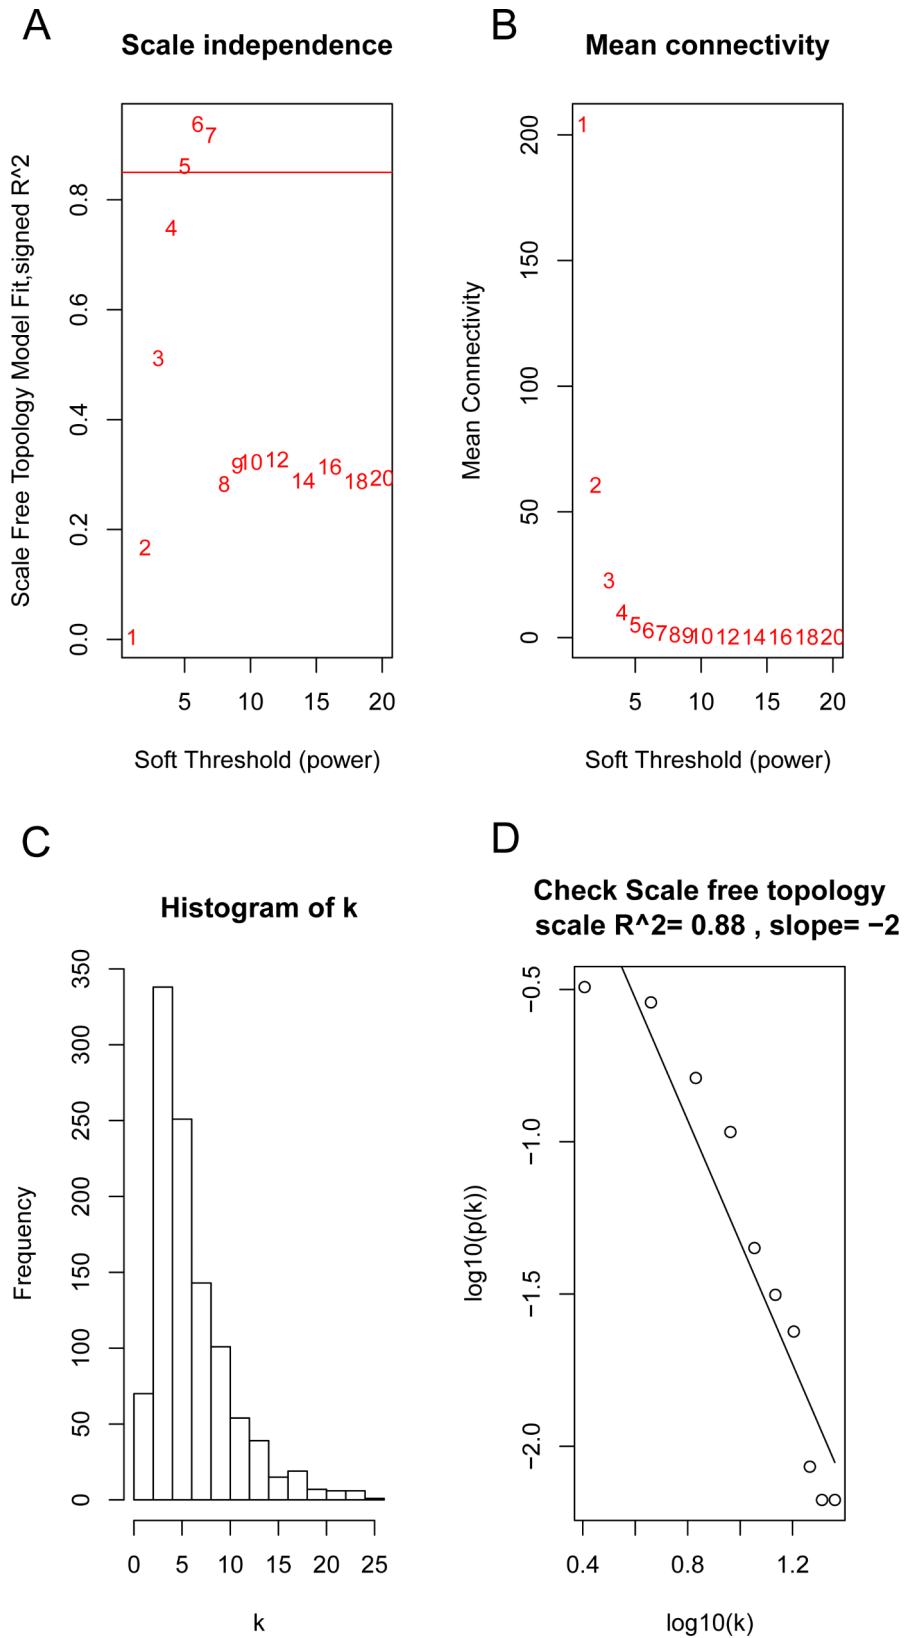 A
Scale independence
Scale Free Topology Model Fit,signed R^2
0.0 0.2 0.4 0.6 0.8
1 2 3 4 5 6 7 8 9 10 12 14 16 18 20
5 10 15 20
Soft Threshold (power)
B
Mean connectivity
Mean Connectivity
0 50 100 150 200
1 2 3 4 5 6 7 8 9 10 12 14 16 18 20
5 10 15 20
Soft Threshold (power)
C
Histogram of k
Frequency
0 50 100 150 200 250 300 350
0 5 10 15 20 25
k
D
Check Scale free topology
scale R^2= 0.88 , slope= −2
log10(p(k))
−2.0 −1.5 −1.0 −0.5
0.4 0.8 1.2
log10(k)